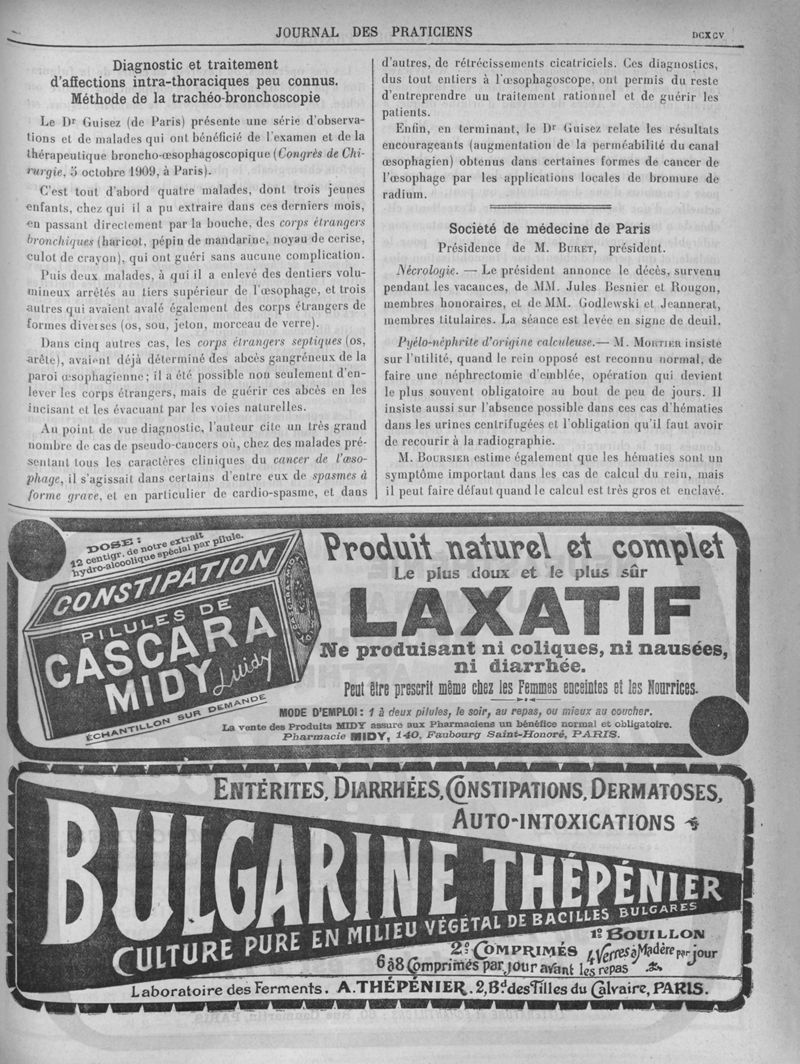 JOURNAL DES PRATICIENS
DCXCV
Diagnostic et traitement
d'affections intra-thoraciques peu connus.
Méthode de la trachéo-bronchoscopie
Le Dr Guisez (de Paris) présente une série d'observa-
tions et de malades qui ont bénéficié de l'examen et de la
thérapeutique broncho-œsophagoscopique (Congrès de Chi-
rurgie, 5 octobre 1909, à Paris).
C'est tout d'abord quatre malades, dont trois jeunes
enfants, chez qui il a pu extraire dans ces derniers mois,
en passant directement par la bouche, des corps étrangers
bronchiques (haricot, pépin de mandarine, noyau de cerise,
culot de crayon), qui ont guéri sans aucune complication.
Puis deux malades, à qui il a enlevé des dentiers volu-
mineux arrêtés au tiers supérieur de l'œsophage, et trois
autres qui avaient avalé également des corps étrangers de
formes diverses (os, sou, jeton, morceau de verre).
Dans cinq autres cas, les corps étrangers septiques (os,
arête), avaient déjà déterminé des abcès gangréneux de la
paroi œsophagienne; il a été possible non seulement d'en-
lever les corps étrangers, mais de guérir ces abcès en les
incisant et les évacuant par les voies naturelles.
Au point de vue diagnostic, l'auteur cite un très grand
nombre de cas de pseudo-cancers où, chez des malades pré-
sentant tous les caractères cliniques du cancer de l'œso-
phage, il s'agissait dans certains d'entre eux de spasmes à
forme grave, et en particulier de cardio-spasme, et dans
d'autres, de rétrécissements cicatriciels. Ces diagnostics,
dus tout entiers à l'œsophagoscope, ont permis du reste
d'entreprendre un traitement rationnel et de guérir les
patients.
Enfin, en terminant, le Dr Guisez relate les résultats
encourageants (augmentation de la perméabilité du canal
œsophagien) obtenus dans certaines formes de cancer de
l'œsophage par les applications locales de bromure de
radium.
Société de médecine de Paris
Présidence de M. BURET, président.
Nécrologie. — Le président annonce le décès, survenu
pendant les vacances, de MM. Jules Besnier et Rougon,
membres honoraires, et de MM. Godlewski et Jeannerat,
membres titulaires. La séance est levée en signe de deuil.
Pyélo-néphrite d'origine calculeuse.— M. MORTIER insiste
sur l'utilité, quand le rein opposé est reconnu normal, de
faire une néphrectomie d'emblée, opération qui devient
le plus souvent obligatoire au bout de peu de jours. Il
insiste aussi sur l'absence possible dans ces cas d'hématies
dans les urines centrifugées et l'obligation qu'il faut avoir
de recourir à la radiographie.
M. BOURSIER estime également que les hématies sont un
symptôme important dans les cas de calcul du rein, mais
il peut faire défaut quand le calcul est très gros et enclavé.
DOSE:
12 centigr. de notre extrait
hydro-alcoolique spécial par pilule.
CONSTIPATION
PILULES DE
CASCARA
MIDY
Luidy
ÉCHANTILLON SUR DEMANDE
Produit naturel et complet
Le plus doux et le plus sûr
LAXATIF
Ne produisant ni coliques, ni nausées,
ni diarrhée.
Peut être prescrit même chez les Femmes enceintes et les Nourrices.
MODE D'EMPLOI: 1 à deux pilules, le soir, au repas, ou mieux au coucher.
La vente des Produits MIDY assure aux Pharmaciens un bénéfice normal et obligatoire.
Pharmacie MIDY, 140, Faubourg Saint-Honoré, PARIS.
ENTÉRITES, DIARRHÉES, CONSTIPATIONS, DERMATOSES,
AUTO-INTOXICATIONS
BULGARINE THÉPÉNIER
CULTURE PURE EN MILIEU VÉGÉTAL DE BACILLES BULGARES
1º BOUILLON
4 Verres à Madère par jour
2º COMPRIMÉS
6 à 8 Comprimés par jour avant les repas
Laboratoire des Ferments. A. THÉPÉNIER. 2, Bd des Filles du Calvaire, PARIS.